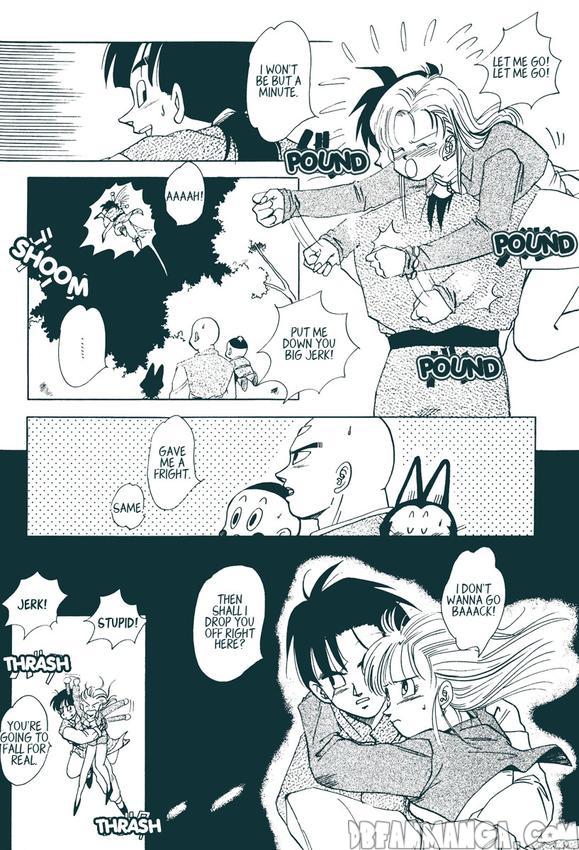 LET ME GO!
LET ME GO!
I WON'T
BE BUT A
MINUTE.
POUND
POUND
POUND
AAAAH!
SHOOM
......
PUT ME
DOWN YOU
BIG JERK!
GAVE
ME A
FRIGHT.
SAME.
I DON'T
WANNA GO
BAAACK!
THEN
SHALL I
DROP YOU
OFF RIGHT
HERE?
JERK!
STUPID!
THRASH
YOU'RE
GOING TO
FALL FOR
REAL.
THRASH
DBFANMANGA.COM